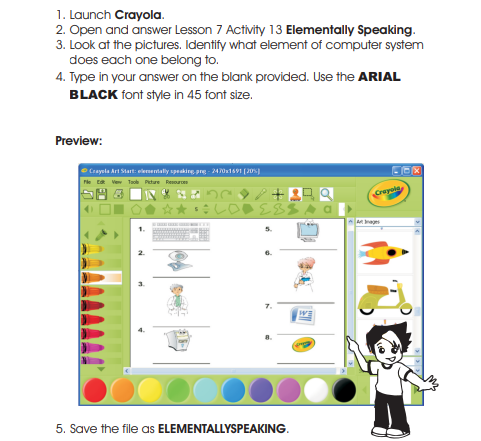 1. Launch Crayola.
2. Open and answer Lesson 7 Activity 13 Elementally Speaking.
3. Look at the pictures. Identify what element of computer system
does each one belong to.
4. Type in your answer on the blank provided. Use the ARIAL
BLACK font style in 45 font size.
Preview:
Crayola Art Start: elementally speaking.png - 2470x1691 [20%]
File Edit View Tools Picture Resources
Crayola
Art Images
1.
5.
2.
6.
3.
7.
W
4.
8.
5. Save the file as ELEMENTALLYSPEAKING.